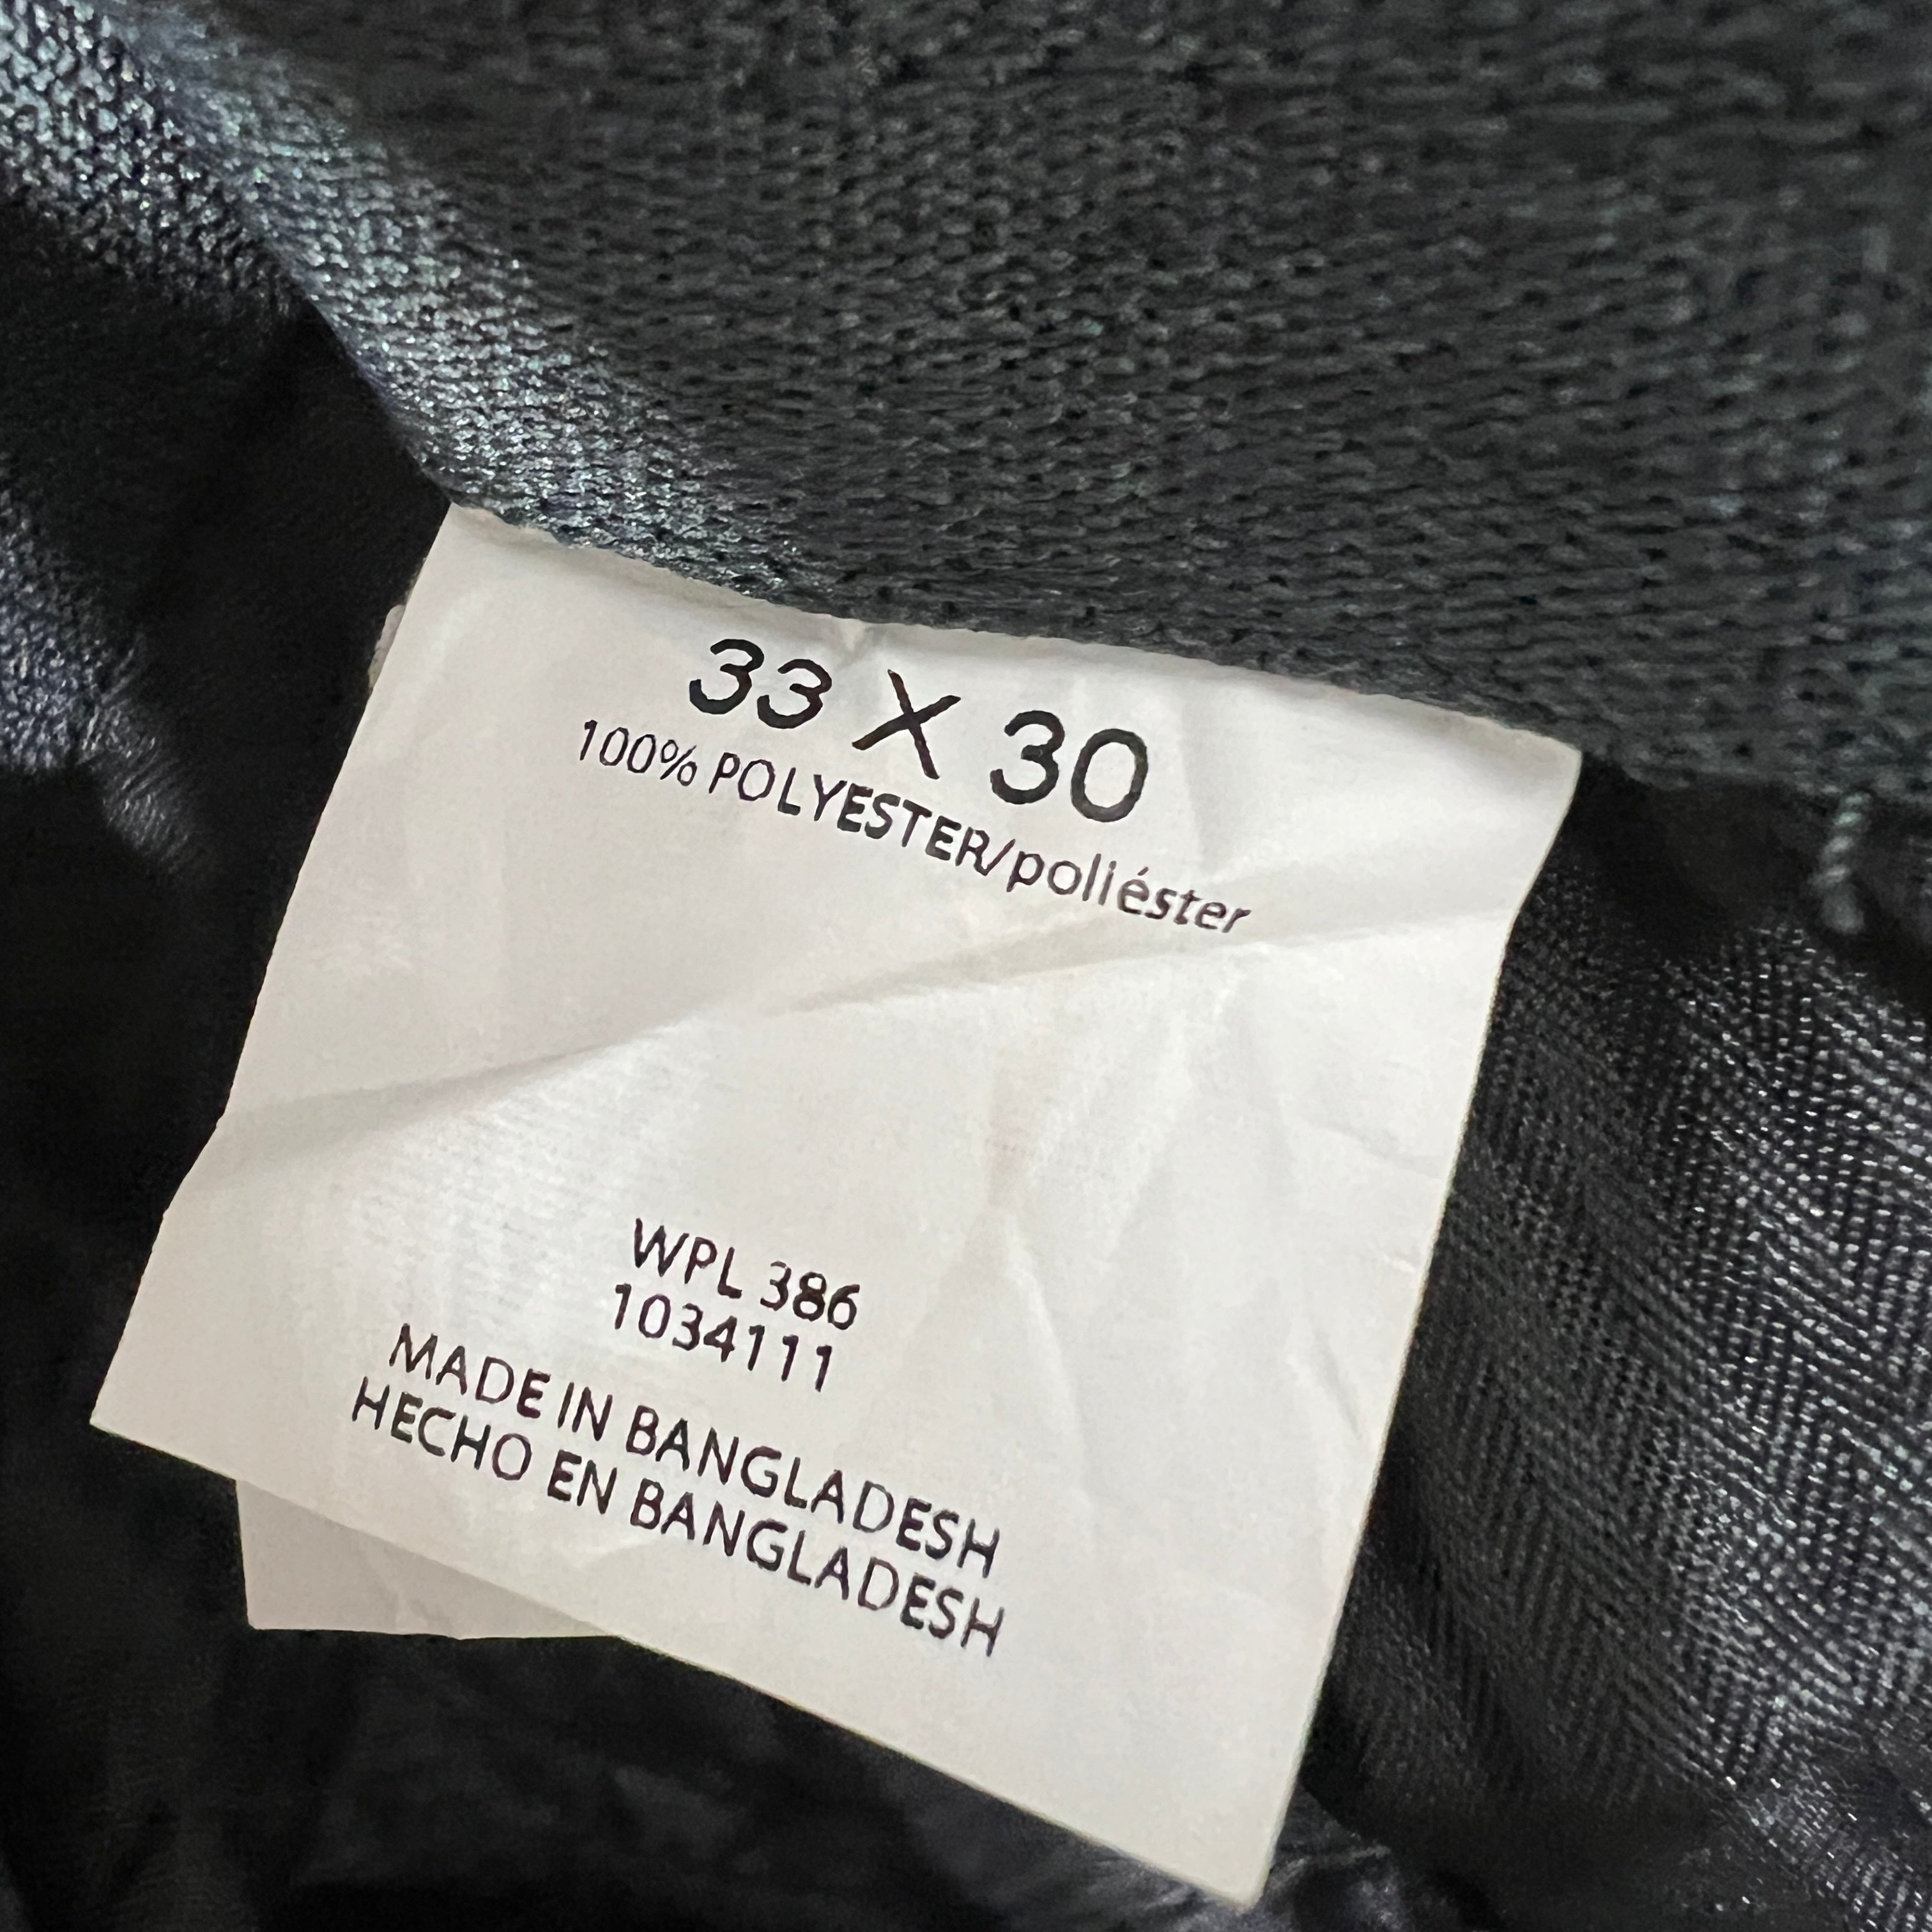 33 X 30
100% POLYESTER/poliéster
WPL 386
1034111
MADE IN BANGLADESH
HECHO EN BANGLADESH